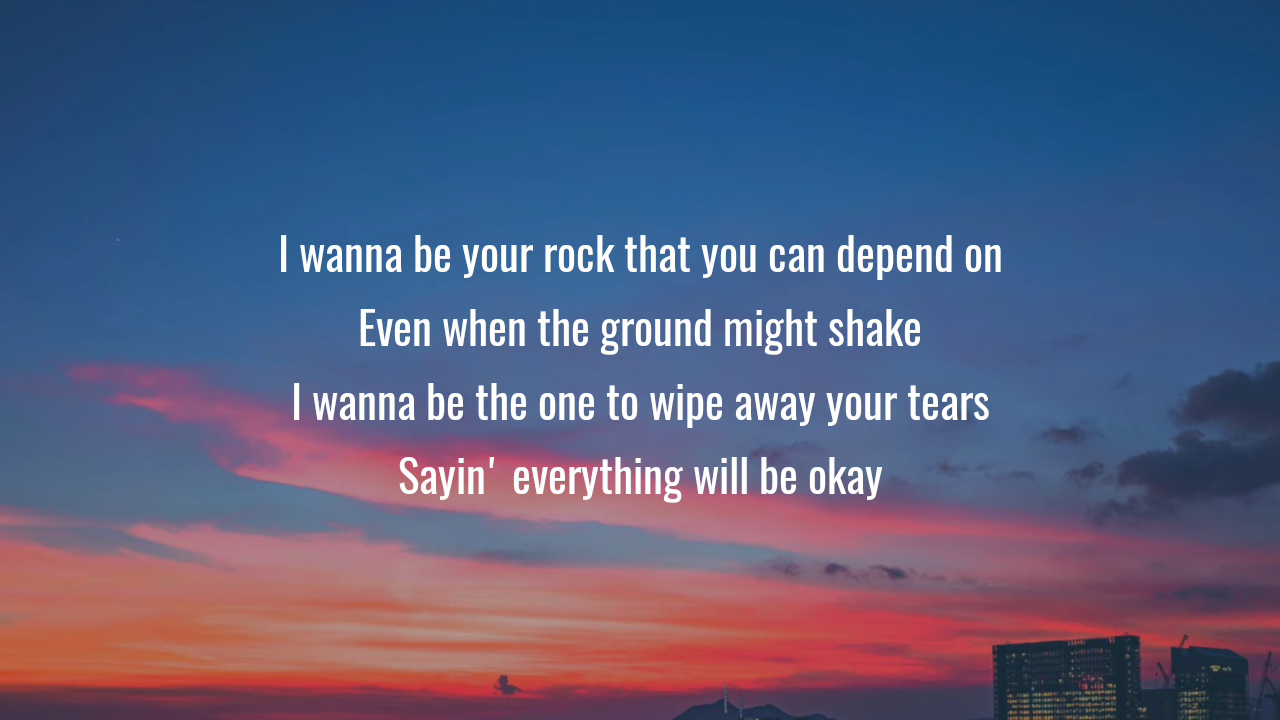 I wanna be your rock that you can depend on
Even when the ground might shake
I wanna be the one to wipe away your tears
Sayin' everything will be okay